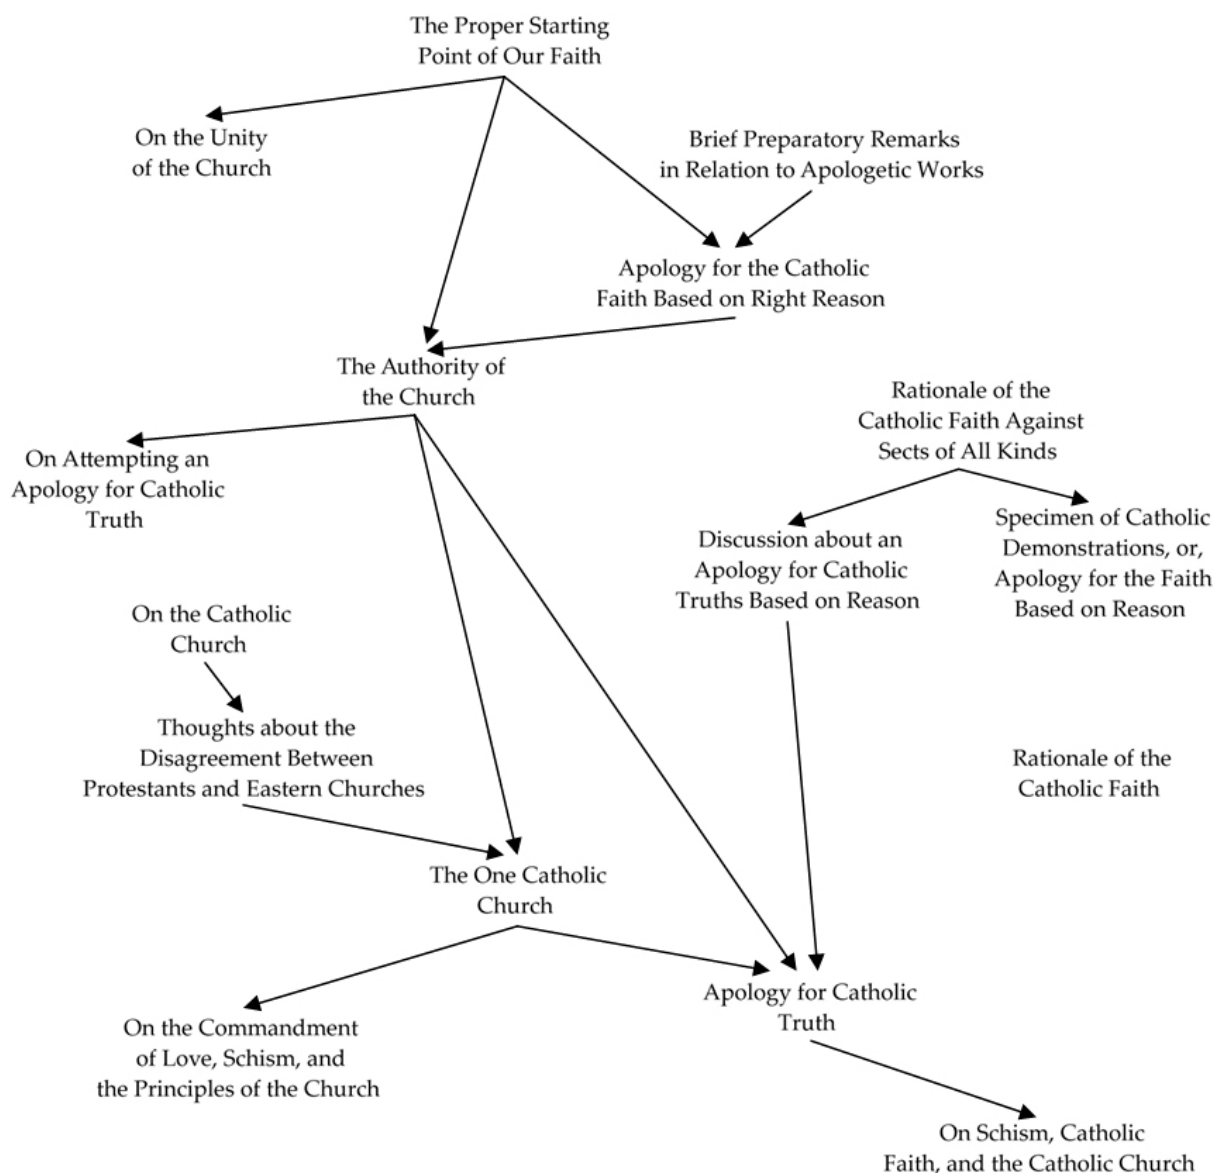 The Proper Starting
Point of Our Faith
On the Unity
of the Church
Brief Preparatory Remarks
in Relation to Apologetic Works
Apology for the Catholic
Faith Based on Right Reason
The Authority of
the Church
Rationale of the
Catholic Faith Against
Sects of All Kinds
On Attempting an
Apology for Catholic
Truth
Discussion about an
Apology for Catholic
Truths Based on Reason
Specimen of Catholic
Demonstrations, or,
Apology for the Faith
Based on Reason
On the Catholic
Church
Thoughts about the
Disagreement Between
Protestants and Eastern Churches
Rationale of the
Catholic Faith
The One Catholic
Church
Apology for Catholic
Truth
On the Commandment
of Love, Schism, and
the Principles of the Church
On Schism, Catholic
Faith, and the Catholic Church